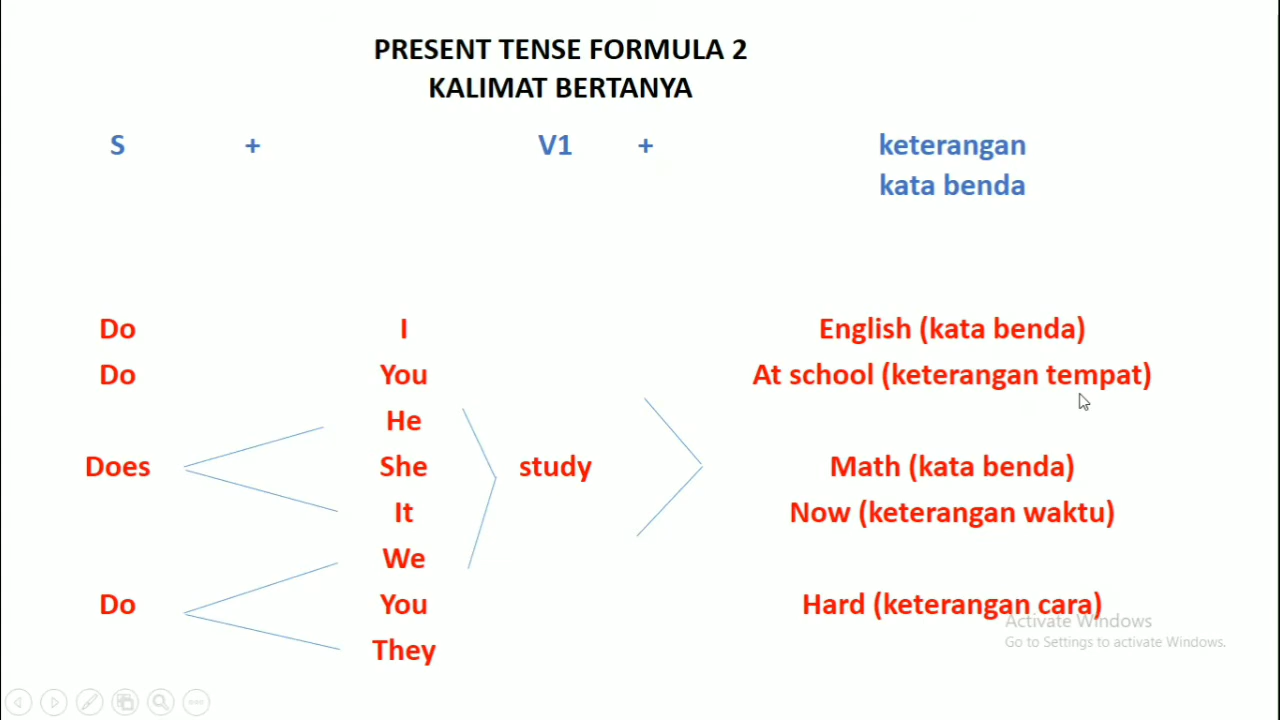 PRESENT TENSE FORMULA 2
KALIMAT BERTANYA
S + V1 + keterangan
kata benda
Do I English (kata benda)
Do You At school (keterangan tempat)
He
Does She study Math (kata benda)
It Now (keterangan waktu)
We
Do You Hard (keterangan cara)
They
Activate Windows
Go to Settings to activate Windows.